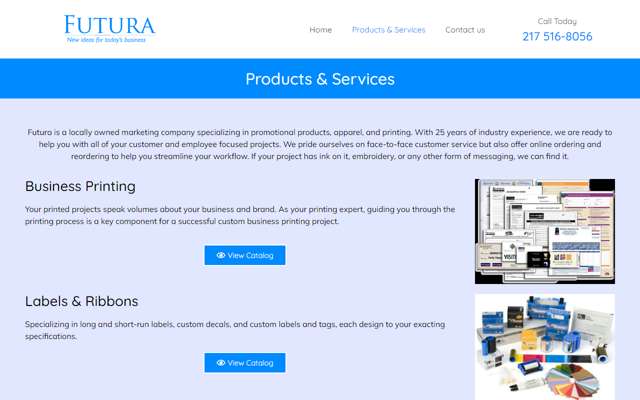 FUTURA
New ideas for today's business
Home
Products & Services
Contact us
Call Today
217 516-8056
Products & Services
Futura is a locally owned marketing company specializing in promotional products, apparel, and printing. With 25 years of industry experience, we are ready to
help you with all of your customer and employee focused projects. We pride ourselves on face-to-face customer service but also offer online ordering and
reordering to help you streamline your workflow. If your project has ink on it, embroidery, or any other form of messaging, we can find it.
Business Printing
Your printed projects speak volumes about your business and brand. As your printing expert, guiding you through the
printing process is a key component for a successful custom business printing project.
View Catalog
Labels & Ribbons
Specializing in long and short-run labels, custom decals, and custom labels and tags, each design to your exacting
specifications.
View Catalog